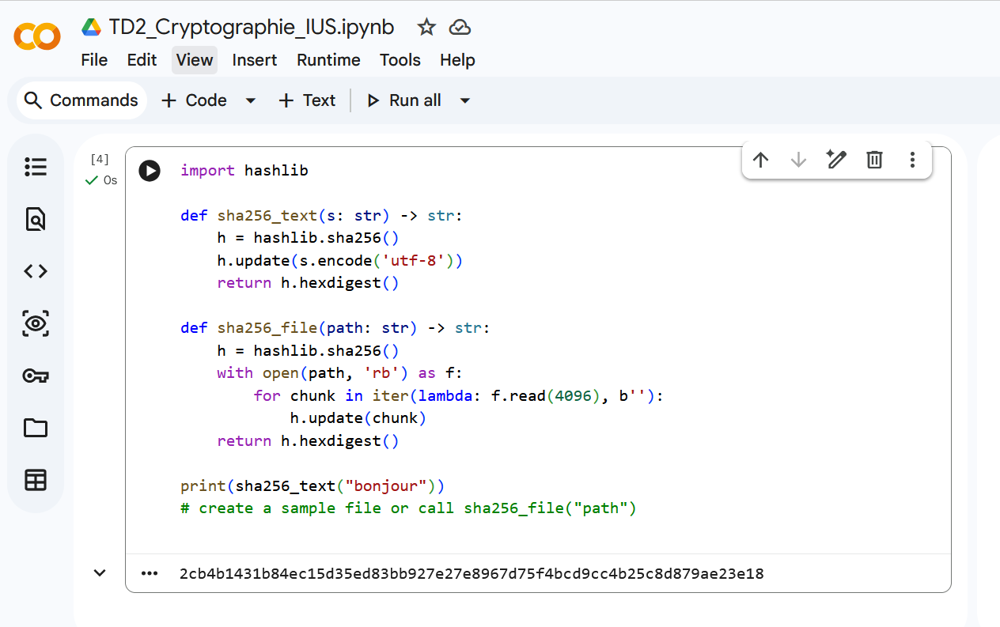 TD2_Cryptographie_IUS.ipynb
File Edit View Insert Runtime Tools Help
Commands + Code + Text Run all
[4]
0s
import hashlib
def sha256_text(s: str) -> str:
    h = hashlib.sha256()
    h.update(s.encode('utf-8'))
    return h.hexdigest()
def sha256_file(path: str) -> str:
    h = hashlib.sha256()
    with open(path, 'rb') as f:
        for chunk in iter(lambda: f.read(4096), b''):
            h.update(chunk)
    return h.hexdigest()
print(sha256_text("bonjour"))
# create a sample file or call sha256_file("path")
2cb4b1431b84ec15d35ed83bb927e27e8967d75f4bcd9cc4b25c8d879ae23e18